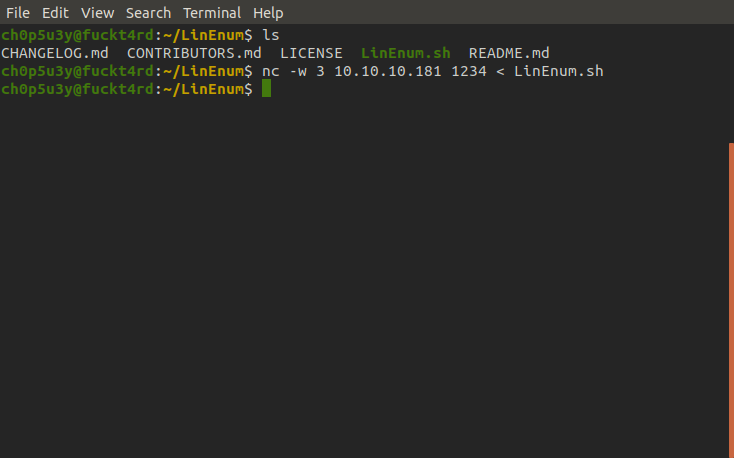 File Edit View Search Terminal Help
ch0p5u3y@fuckt4rd:~/LinEnum$ ls
CHANGELOG.md CONTRIBUTORS.md LICENSE LinEnum.sh README.md
ch0p5u3y@fuckt4rd:~/LinEnum$ nc -w 3 10.10.10.181 1234 < LinEnum.sh
ch0p5u3y@fuckt4rd:~/LinEnum$